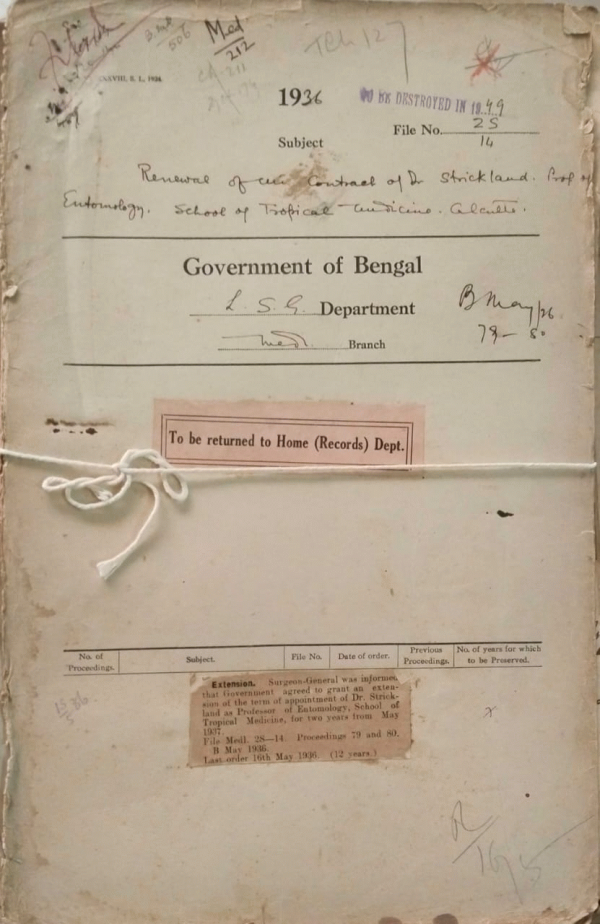 Med
212
TCh 127
XXXVIII, S. L. 1934.
1936
TO BE DESTROYED IN 1949
File No. 2S
14
Subject
Renewal of the Contract of Dr Strickland. Prof of
Entomology. School of Tropical Medicine. Calcutta.
Government of Bengal
L. S. G. Department
B May/36
Med. Branch
79 - 80
To be returned to Home (Records) Dept.
No. of Proceedings.
Subject.
File No.
Date of order.
Previous Proceedings.
No. of years for which to be Preserved.
Extension. Surgeon-General was informed
that Government agreed to grant an exten-
sion of the term of appointment of Dr. Strick-
land as Professor of Entomology, School of
Tropical Medicine, for two years from May
1937.
File Medl. 2S—14. Proceedings 79 and 80.
B May 1936.
Last order 16th May 1936. (12 years.)